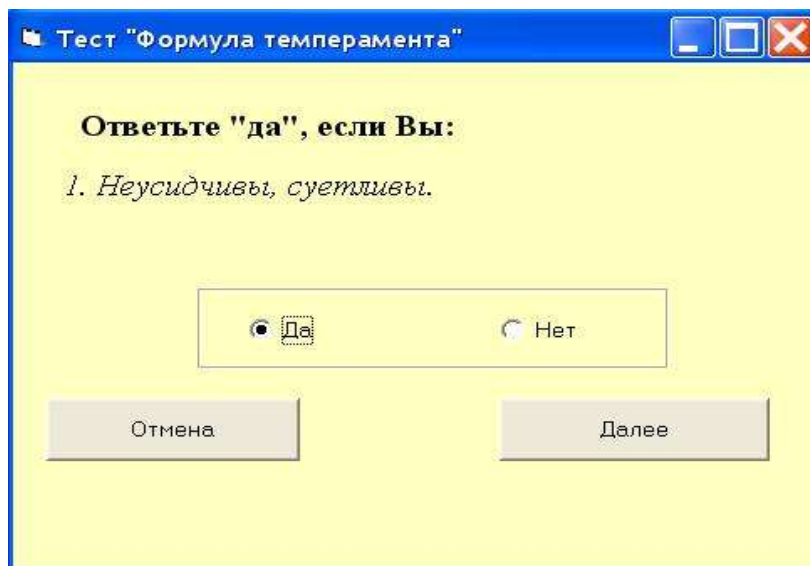 Тест "Формула темперамента"
Ответьте "да", если Вы:
1. Неусидчивы, суетливы.
Да Нет
Отмена Далее